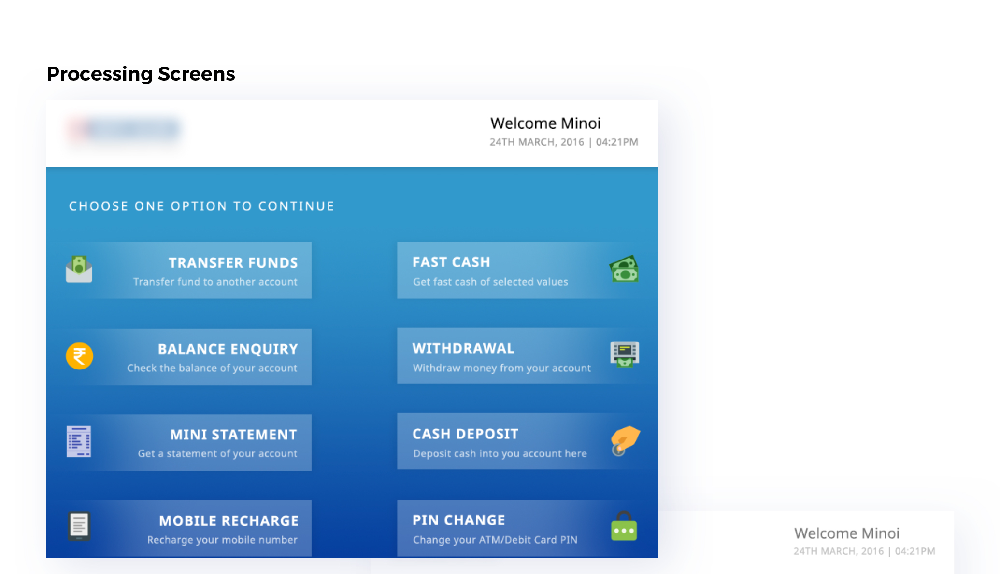 Processing Screens
Welcome Minoi
24TH MARCH, 2016 | 04:21PM
CHOOSE ONE OPTION TO CONTINUE
TRANSFER FUNDS
Transfer fund to another account
FAST CASH
Get fast cash of selected values
₹
BALANCE ENQUIRY
Check the balance of your account
WITHDRAWAL
Withdraw money from your account
MINI STATEMENT
Get a statement of your account
CASH DEPOSIT
Deposit cash into you account here
MOBILE RECHARGE
Recharge your mobile number
PIN CHANGE
Change your ATM/Debit Card PIN
Welcome Minoi
24TH MARCH, 2016 | 04:21PM